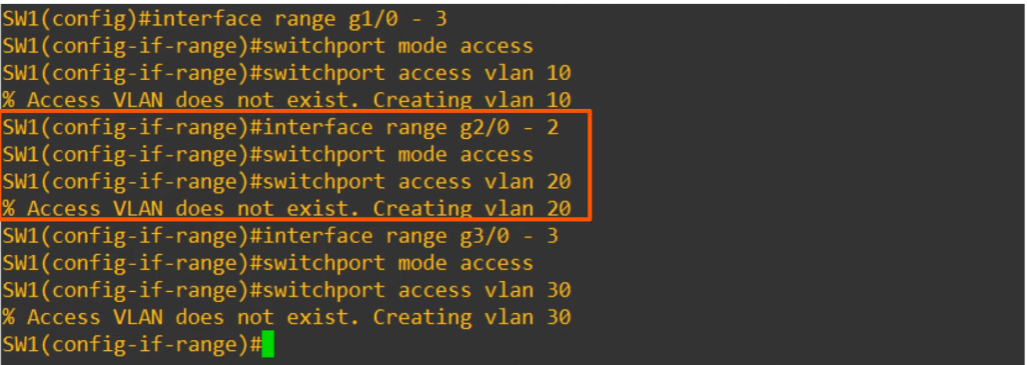 SW1(config)#interface range g1/0 - 3
SW1(config-if-range)#switchport mode access
SW1(config-if-range)#switchport access vlan 10
% Access VLAN does not exist. Creating vlan 10
SW1(config-if-range)#interface range g2/0 - 2
SW1(config-if-range)#switchport mode access
SW1(config-if-range)#switchport access vlan 20
% Access VLAN does not exist. Creating vlan 20
SW1(config-if-range)#interface range g3/0 - 3
SW1(config-if-range)#switchport mode access
SW1(config-if-range)#switchport access vlan 30
% Access VLAN does not exist. Creating vlan 30
SW1(config-if-range)#